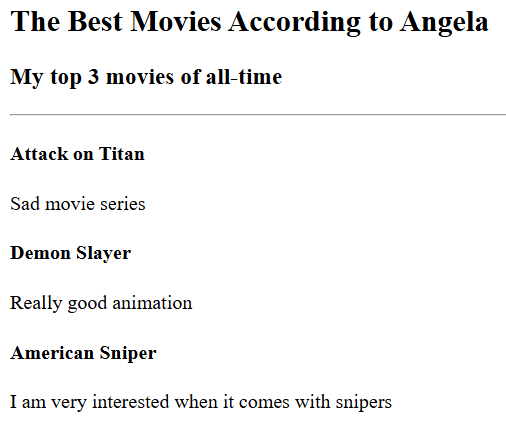 The Best Movies According to Angela
My top 3 movies of all-time
Attack on Titan
Sad movie series
Demon Slayer
Really good animation
American Sniper
I am very interested when it comes with snipers